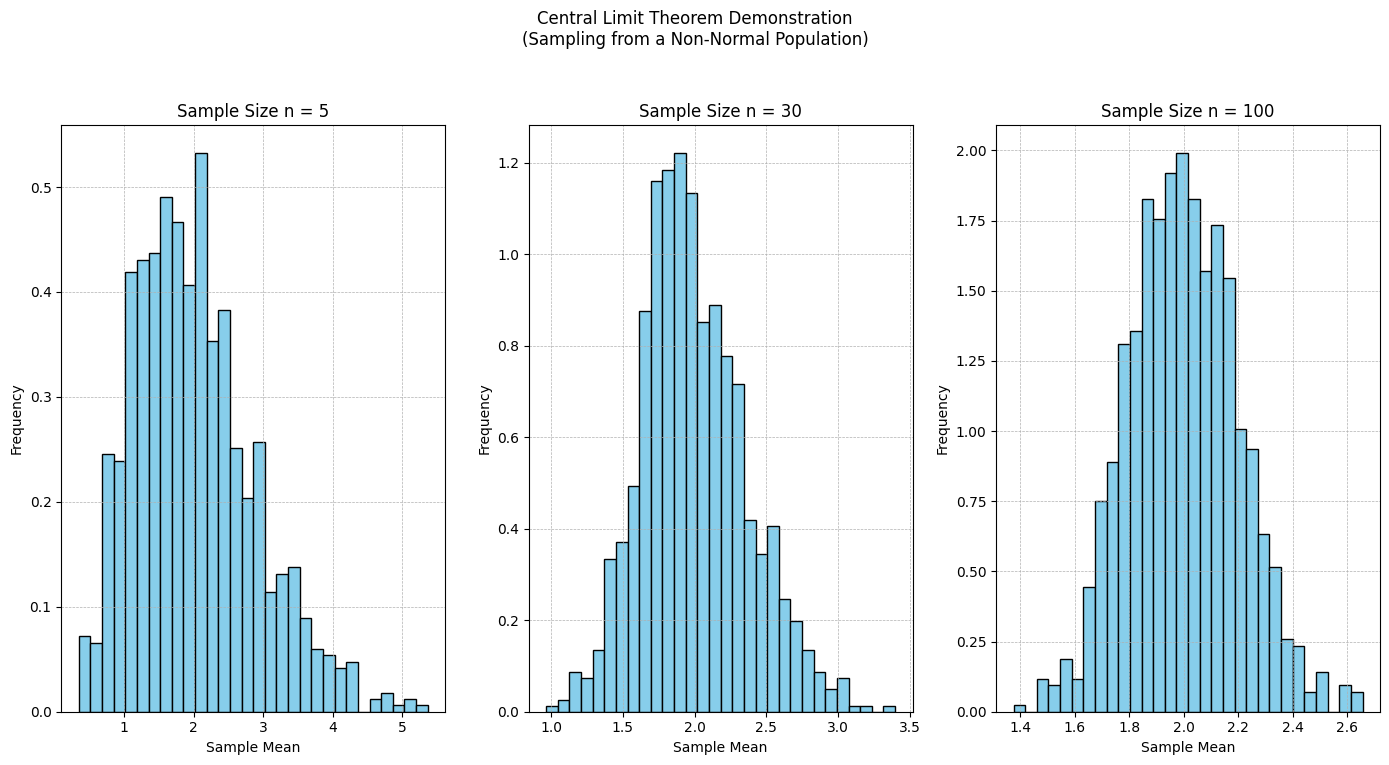 Central Limit Theorem Demonstration
(Sampling from a Non-Normal Population)
Sample Size n = 5
0.5
0.4
0.3
0.2
0.1
0.0
Frequency
1 2 3 4 5
Sample Mean
Sample Size n = 30
1.2
1.0
0.8
0.6
0.4
0.2
0.0
Frequency
1.0 1.5 2.0 2.5 3.0 3.5
Sample Mean
Sample Size n = 100
2.00
1.75
1.50
1.25
1.00
0.75
0.50
0.25
0.00
Frequency
1.4 1.6 1.8 2.0 2.2 2.4 2.6
Sample Mean